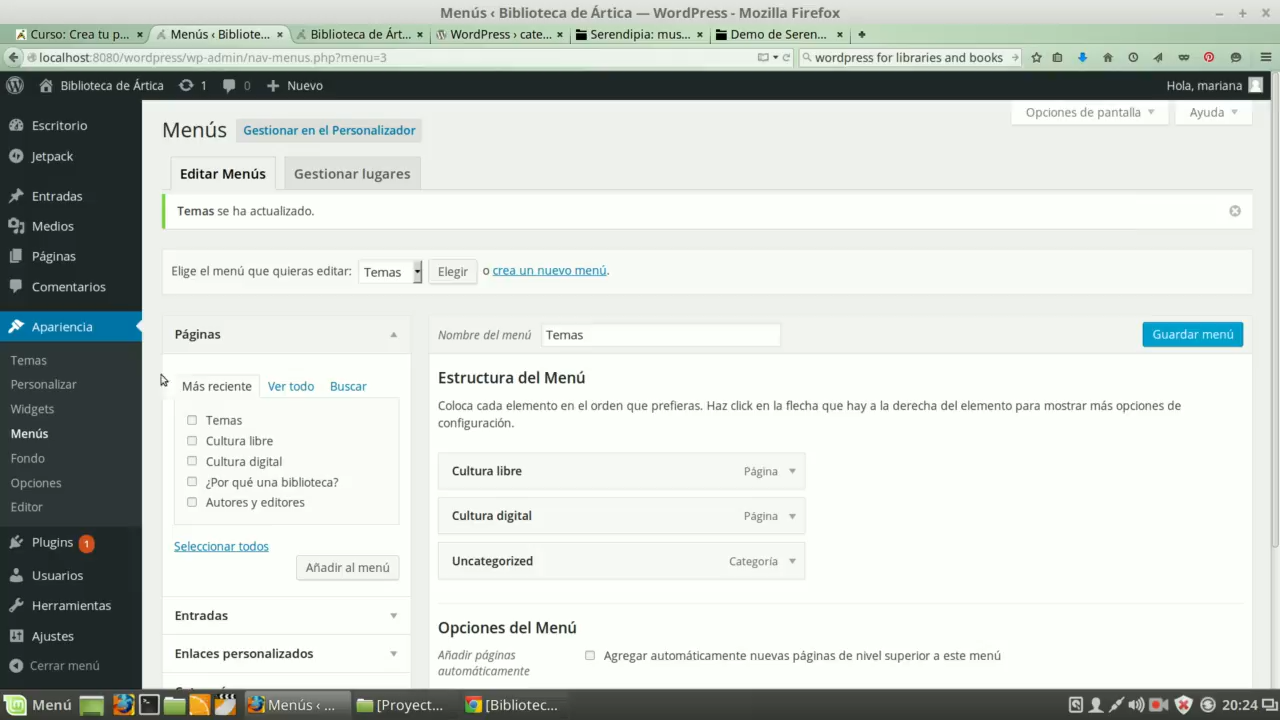 Menús ‹ Biblioteca de Ártica — WordPress - Mozilla Firefox
Curso: Crea tu p...
Menús ‹ Bibliote...
Biblioteca de Árt...
WordPress › cate...
Serendipia: mus...
Demo de Seren...
localhost:8080/wordpress/wp-admin/nav-menus.php?menu=3
wordpress for libraries and books
Biblioteca de Ártica
1
0
Nuevo
Hola, mariana
Escritorio
Jetpack
Entradas
Medios
Páginas
Comentarios
Apariencia
Temas
Personalizar
Widgets
Menús
Fondo
Opciones
Editor
Plugins 1
Usuarios
Herramientas
Ajustes
Cerrar menú
Opciones de pantalla
Ayuda
Menús
Gestionar en el Personalizador
Editar Menús
Gestionar lugares
Temas se ha actualizado.
Elige el menú que quieras editar: Temas Elegir o crea un nuevo menú.
Páginas
Más reciente
Ver todo
Buscar
Temas
Cultura libre
Cultura digital
¿Por qué una biblioteca?
Autores y editores
Seleccionar todos
Añadir al menú
Entradas
Enlaces personalizados
Nombre del menú Temas
Guardar menú
Estructura del Menú
Coloca cada elemento en el orden que prefieras. Haz click en la flecha que hay a la derecha del elemento para mostrar más opciones de
configuración.
Cultura libre Página
Cultura digital Página
Uncategorized Categoría
Opciones del Menú
Añadir páginas
automáticamente
Agregar automáticamente nuevas páginas de nivel superior a este menú
Menú
Menús ‹ ...
[Proyect...
[Bibliotec...
20:24